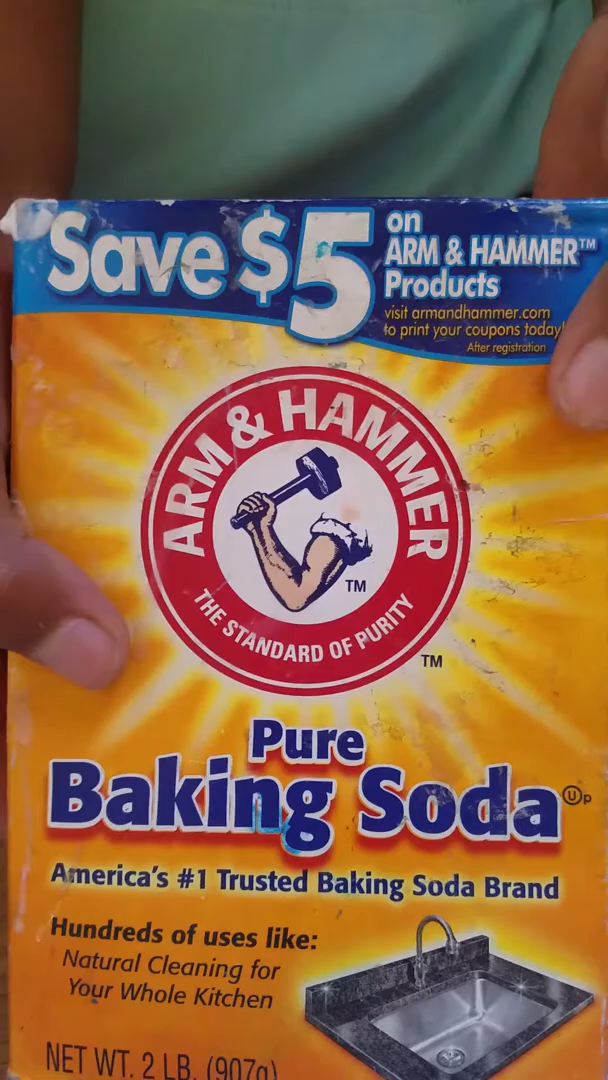 Save $5
on
ARM & HAMMER™
Products
visit armandhammer.com
to print your coupons today!
After registration
ARM & HAMMER
THE STANDARD OF PURITY
TM
TM
Pure
Baking Soda
Ⓤp
America's #1 Trusted Baking Soda Brand
Hundreds of uses like:
Natural Cleaning for
Your Whole Kitchen
NET WT. 2 LB. (907g)